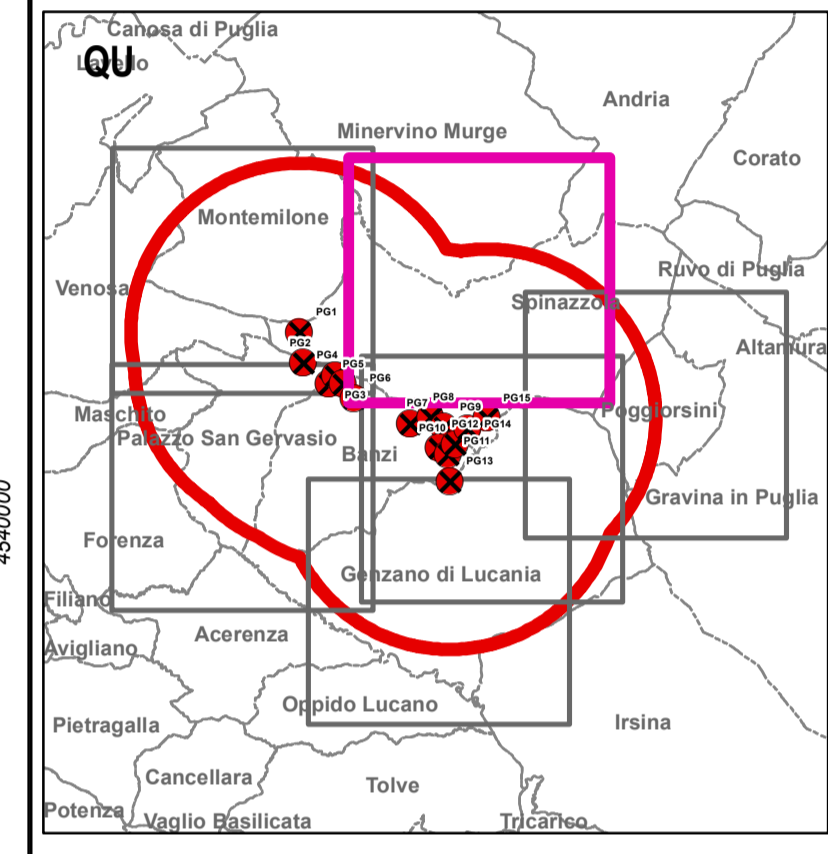 Canosa di Puglia
QU
Lavello
Andria
Minervino Murge
Corato
Montemilone
Ruvo di Puglia
Venosa
Spinazzola
PG1
PG2
Altamura
PG4
PG5
PG6
PG3
PG7
PG8
PG9
PG15
Maschito
Poggiorsini
PG10
PG12
PG14
Palazzo San Gervasio
PG11
Banzi
PG13
Gravina in Puglia
4540000
Forenza
Genzano di Lucania
Filiano
Acerenza
Avigliano
Oppido Lucano
Pietragalla
Irsina
Cancellara
Tolve
Potenza
Vaglio Basilicata
Tricarico